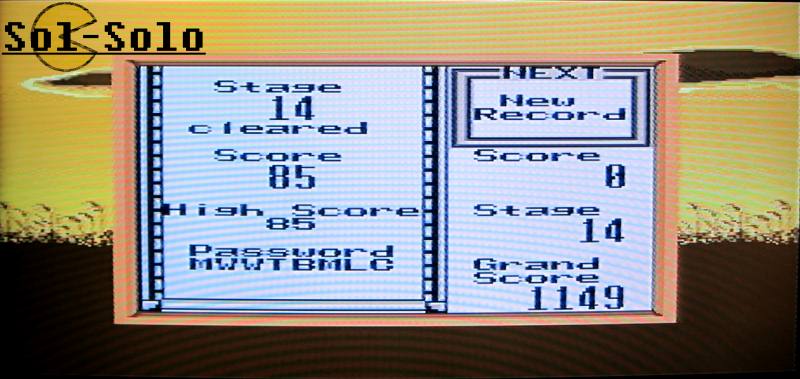 Sol-Solo
Stage
14
cleared
Score
85
High Score
85
Password
MWWTBMLC
NEXT
New
Record
Score
0
Stage
14
Grand
Score
1149